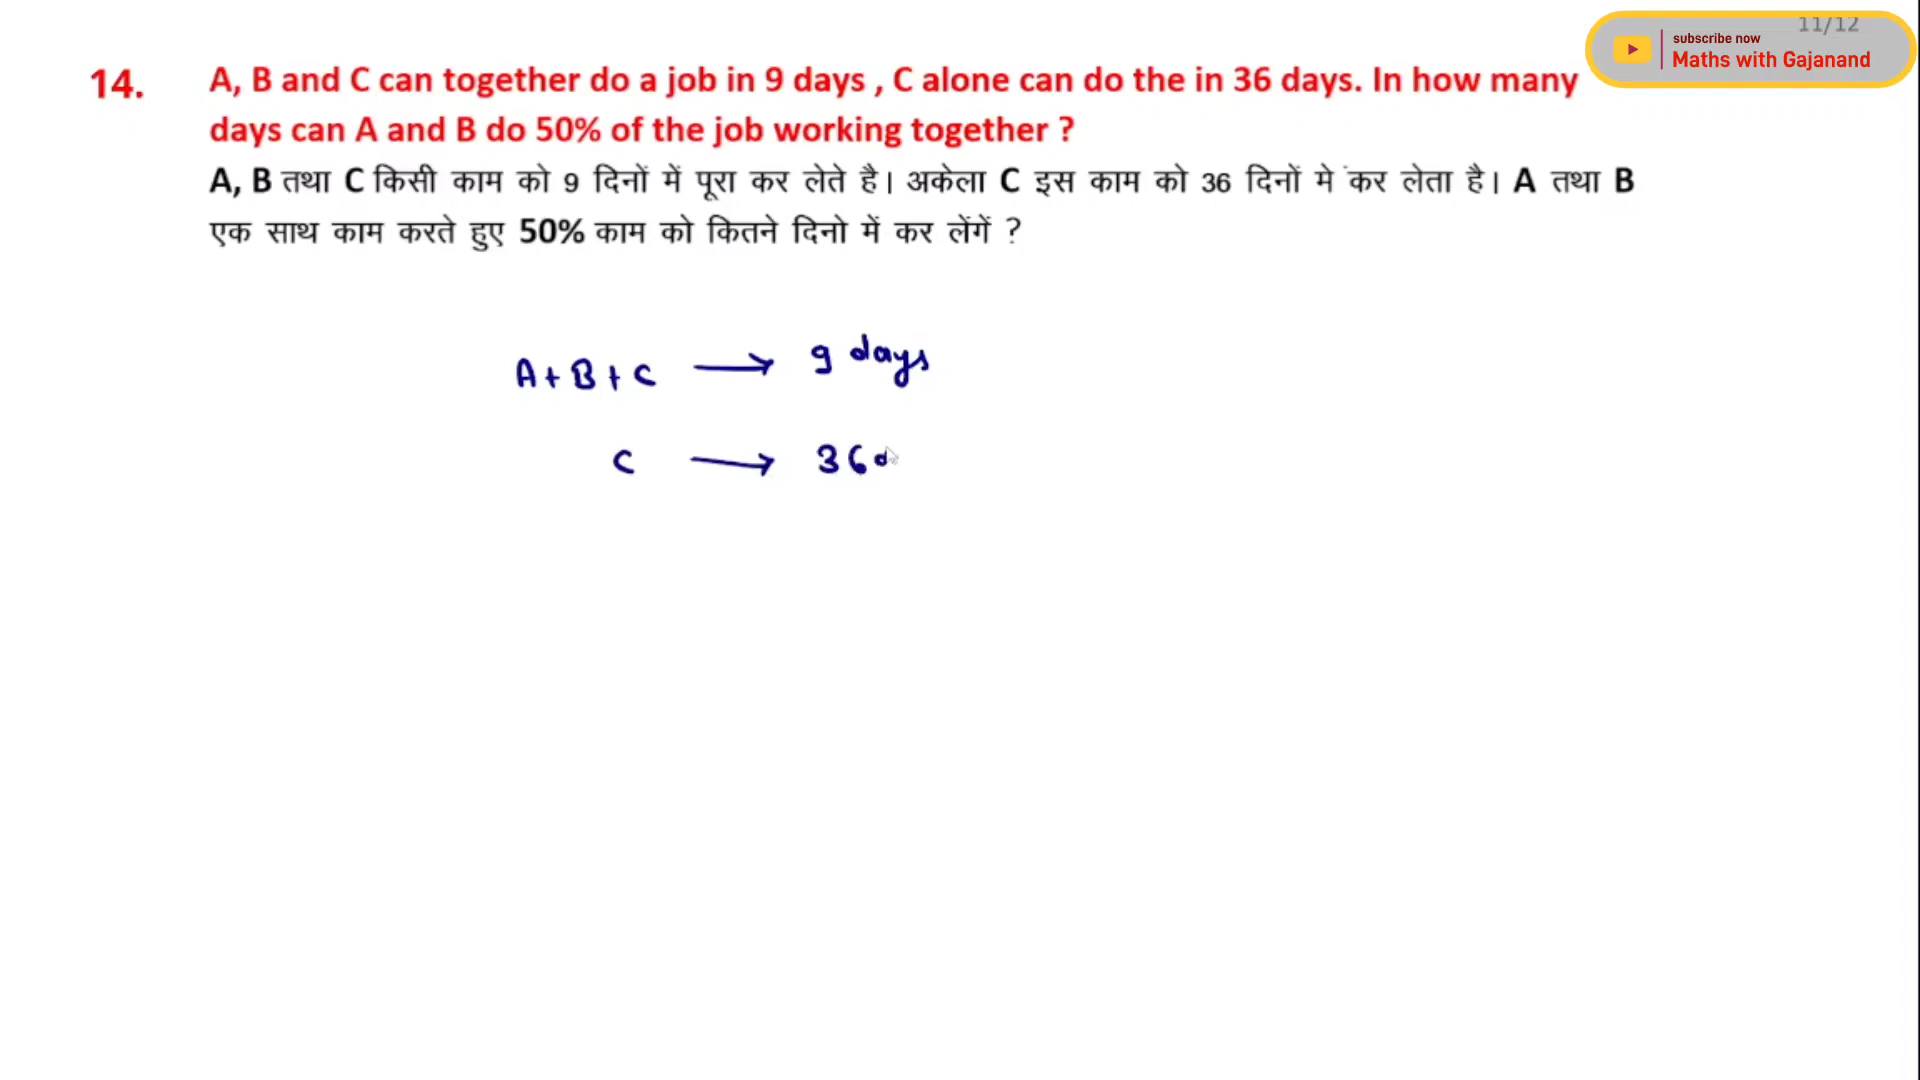 11/12
subscribe now
Maths with Gajanand
14. A, B and C can together do a job in 9 days , C alone can do the in 36 days. In how many
days can A and B do 50% of the job working together ?
A, B तथा C किसी काम को 9 दिनों में पूरा कर लेते है। अकेला C इस काम को 36 दिनों मे कर लेता है। A तथा B
एक साथ काम करते हुए 50% काम को कितने दिनो में कर लेंगें ?
A+B+C → 9 days
C → 36d